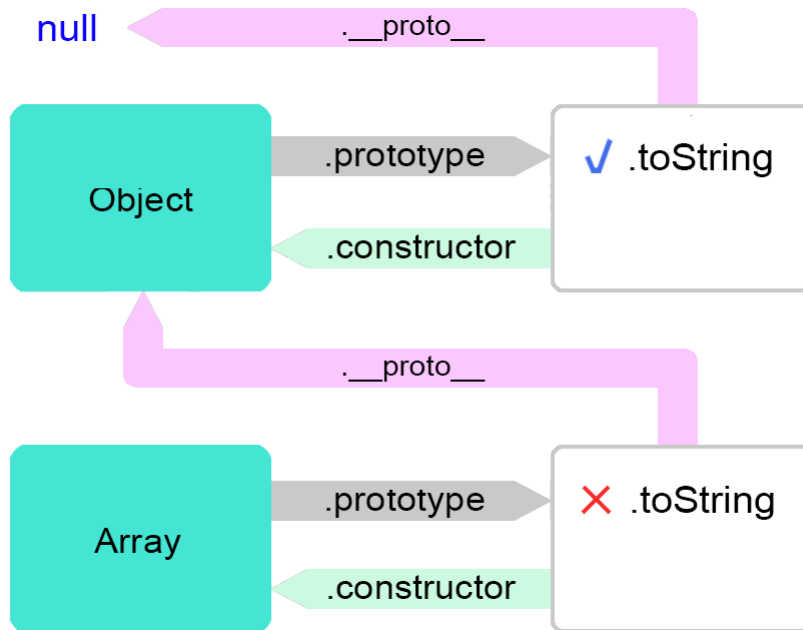 null
.__proto__
.prototype
.toString
Object
.constructor
.__proto__
.prototype
.toString
Array
.constructor